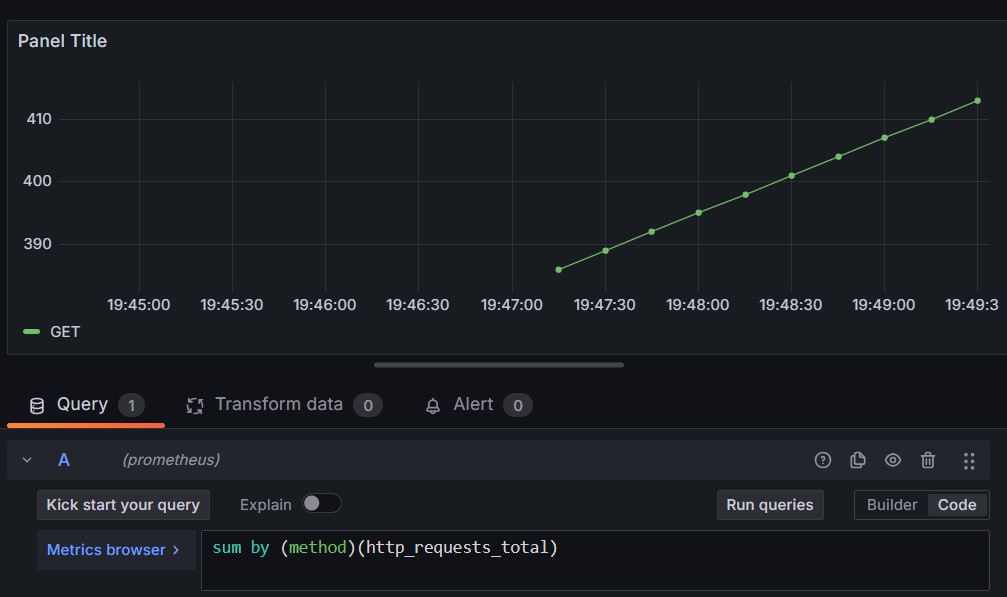 Panel Title
410
400
390
19:45:00 19:45:30 19:46:00 19:46:30 19:47:00 19:47:30 19:48:00 19:48:30 19:49:00 19:49:3
GET
Query 1 Transform data 0 Alert 0
A (prometheus)
Kick start your query Explain Run queries Builder Code
Metrics browser > sum by (method)(http_requests_total)